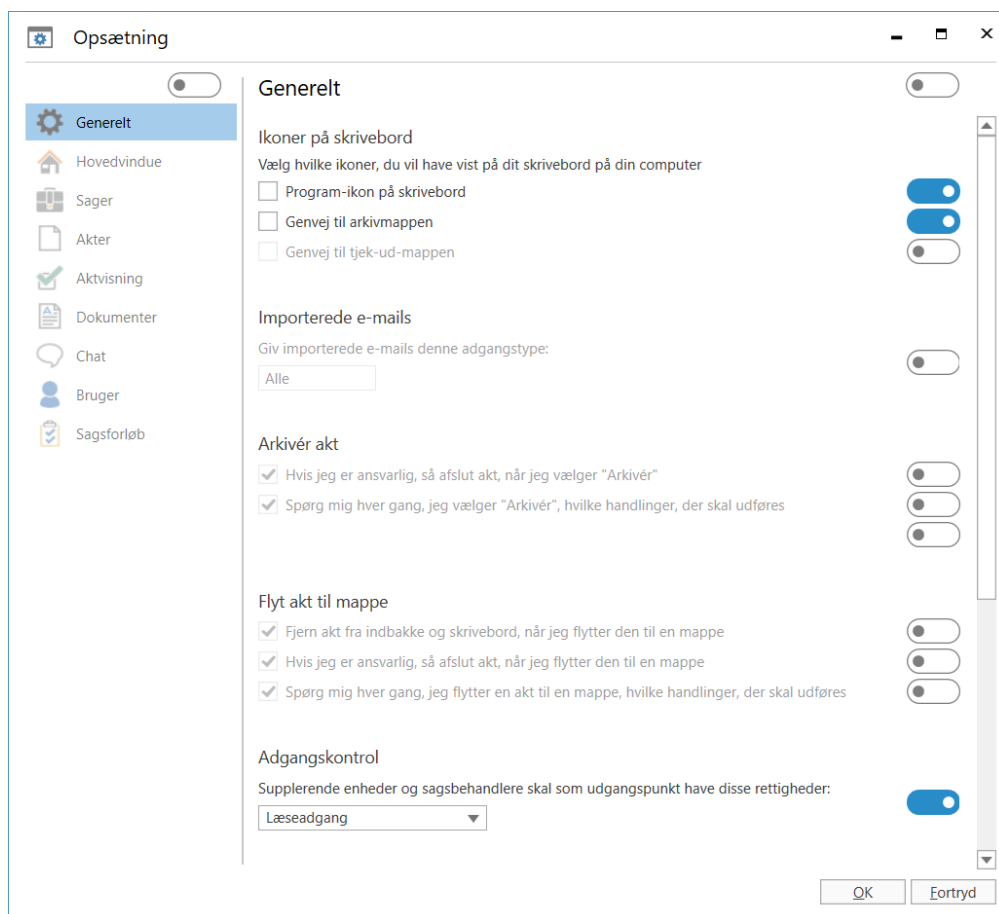 Opsætning
Generelt
Hovedvindue
Sager
Akter
Aktvisning
Dokumenter
Chat
Bruger
Sagsforløb
Generelt
Ikoner på skrivebord
Vælg hvilke ikoner, du vil have vist på dit skrivebord på din computer
Program-ikon på skrivebord
Genvej til arkivmappen
Genvej til tjek-ud-mappen
Importerede e-mails
Giv importerede e-mails denne adgangstype:
Alle
Arkivér akt
Hvis jeg er ansvarlig, så afslut akt, når jeg vælger "Arkivér"
Spørg mig hver gang, jeg vælger "Arkivér", hvilke handlinger, der skal udføres
Flyt akt til mappe
Fjern akt fra indbakke og skrivebord, når jeg flytter den til en mappe
Hvis jeg er ansvarlig, så afslut akt, når jeg flytter den til en mappe
Spørg mig hver gang, jeg flytter en akt til en mappe, hvilke handlinger, der skal udføres
Adgangskontrol
Supplerende enheder og sagsbehandlere skal som udgangspunkt have disse rettigheder:
Læseadgang
OK
Fortryd